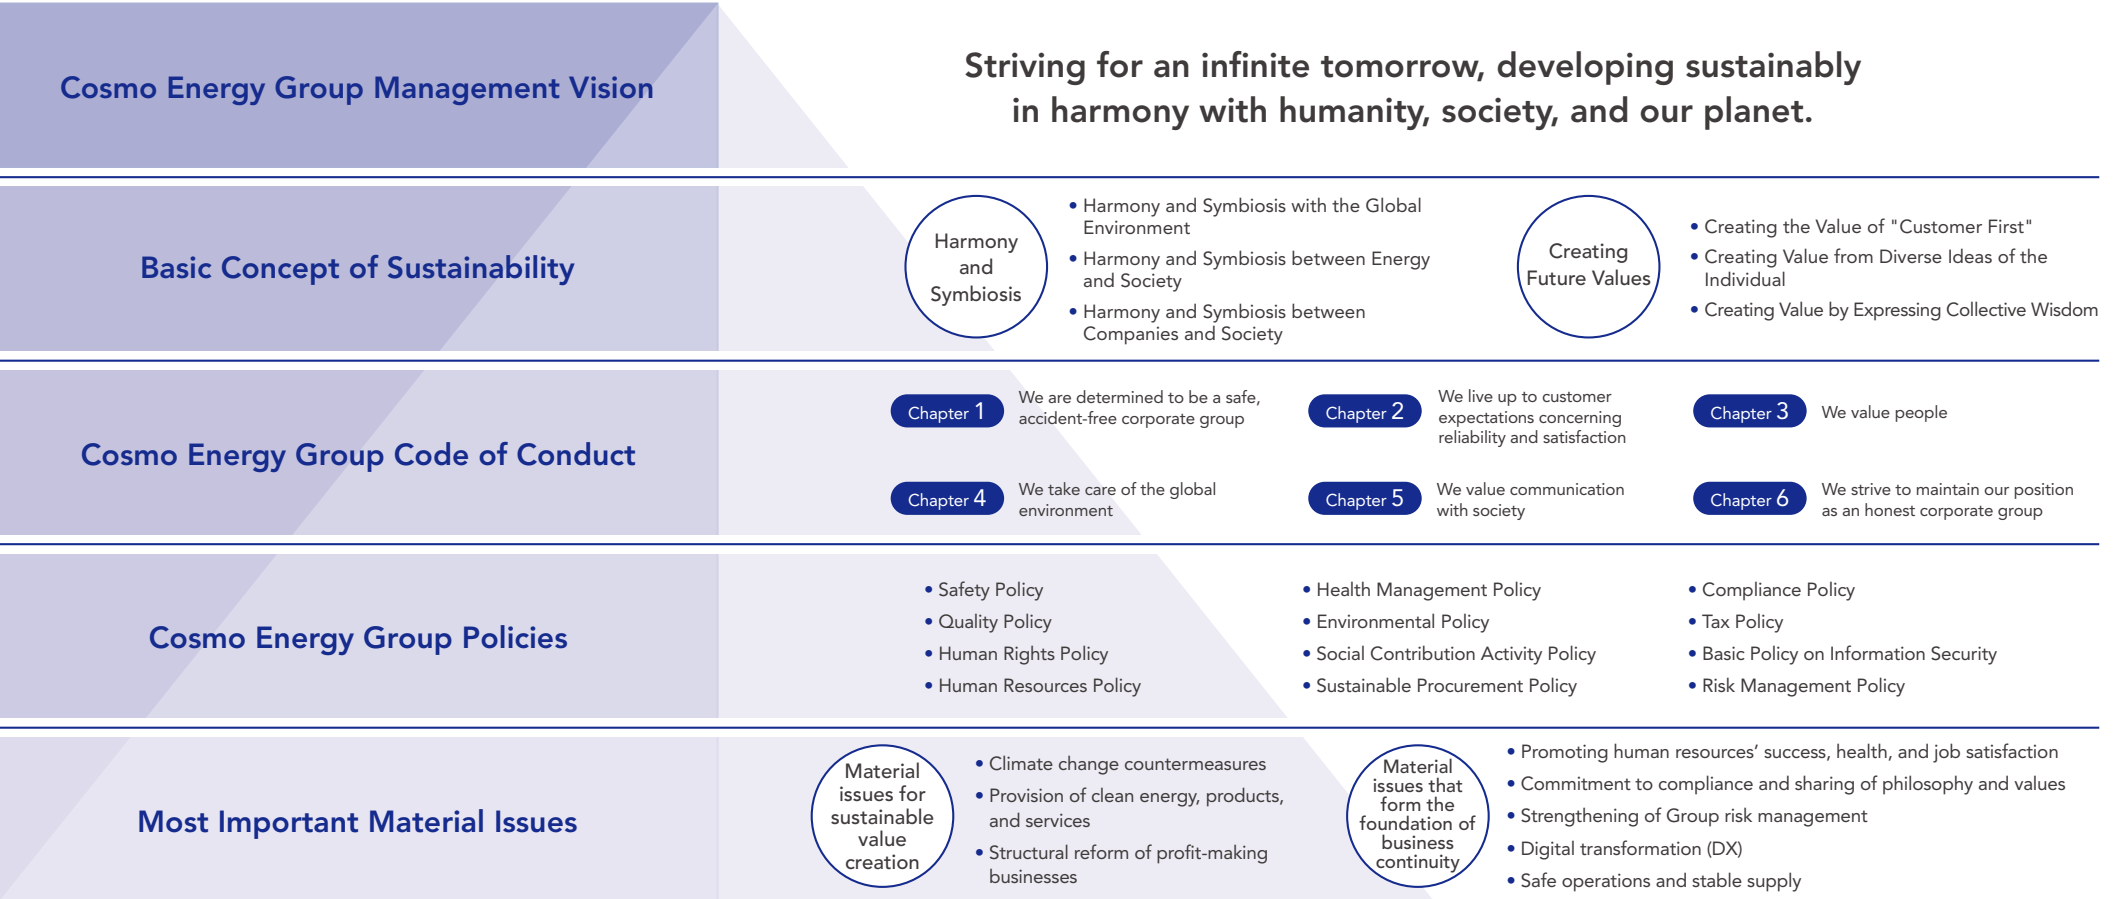 Cosmo Energy Group Management Vision
Striving for an infinite tomorrow, developing sustainably
in harmony with humanity, society, and our planet.
Basic Concept of Sustainability
Harmony
and
Symbiosis
• Harmony and Symbiosis with the Global
Environment
• Harmony and Symbiosis between Energy
and Society
• Harmony and Symbiosis between
Companies and Society
Creating
Future Values
• Creating the Value of "Customer First"
• Creating Value from Diverse Ideas of the
Individual
• Creating Value by Expressing Collective Wisdom
Cosmo Energy Group Code of Conduct
Chapter 1
We are determined to be a safe,
accident-free corporate group
Chapter 2
We live up to customer
expectations concerning
reliability and satisfaction
Chapter 3
We value people
Chapter 4
We take care of the global
environment
Chapter 5
We value communication
with society
Chapter 6
We strive to maintain our position
as an honest corporate group
Cosmo Energy Group Policies
• Safety Policy
• Quality Policy
• Human Rights Policy
• Human Resources Policy
• Health Management Policy
• Environmental Policy
• Social Contribution Activity Policy
• Sustainable Procurement Policy
• Compliance Policy
• Tax Policy
• Basic Policy on Information Security
• Risk Management Policy
Most Important Material Issues
Material
issues for
sustainable
value
creation
• Climate change countermeasures
• Provision of clean energy, products,
and services
• Structural reform of profit-making
businesses
Material
issues that
form the
foundation of
business
continuity
• Promoting human resources’ success, health, and job satisfaction
• Commitment to compliance and sharing of philosophy and values
• Strengthening of Group risk management
• Digital transformation (DX)
• Safe operations and stable supply